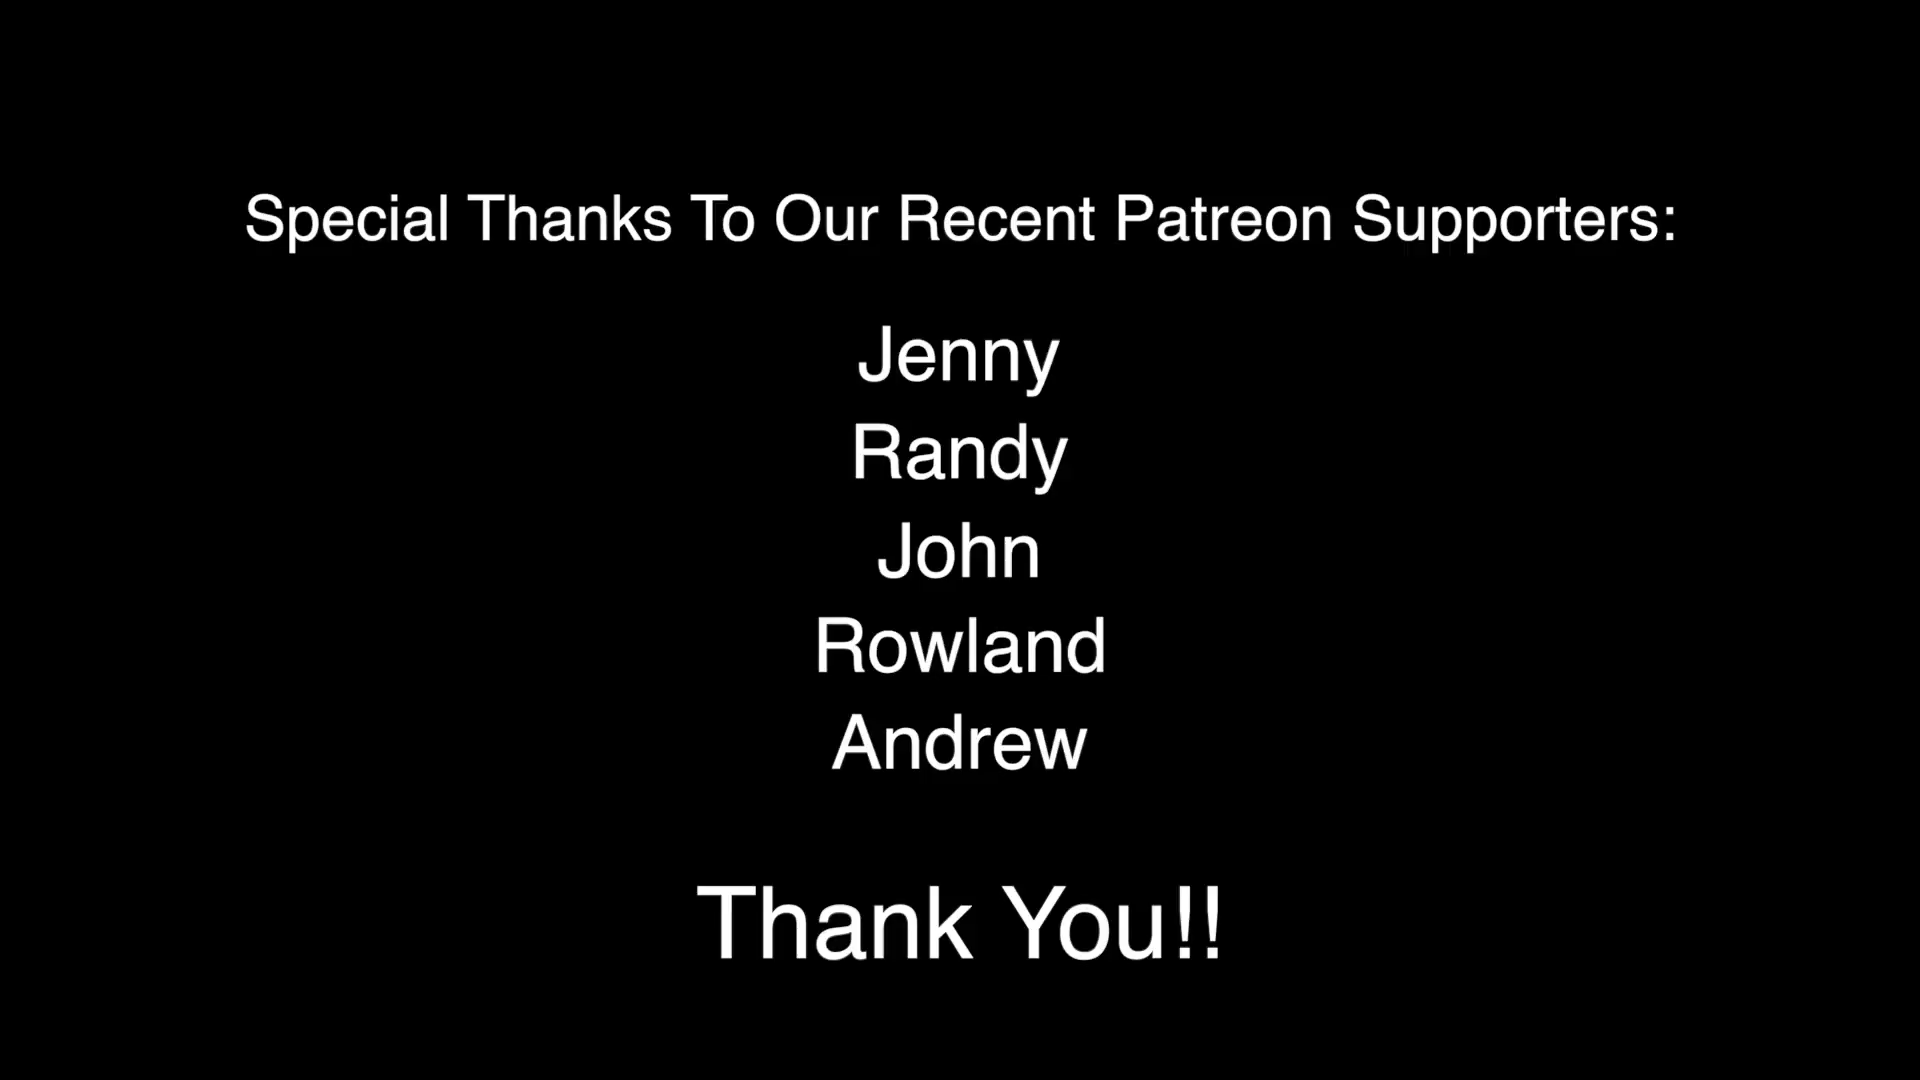 Special Thanks To Our Recent Patreon Supporters:
Jenny
Randy
John
Rowland
Andrew
Thank You!!